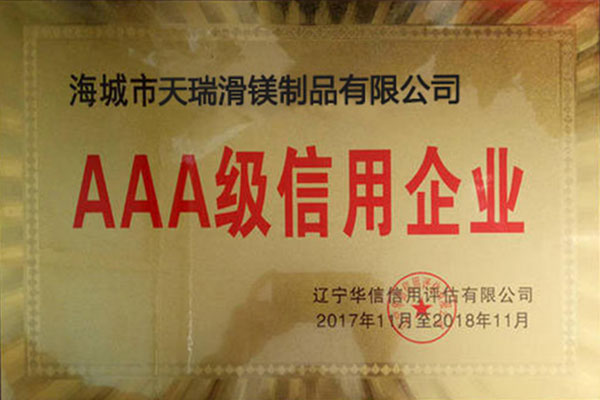 海城市天瑞滑镁制品有限公司
AAA级信用企业
辽宁华信信用评估有限公司
2017年11月至2018年11月